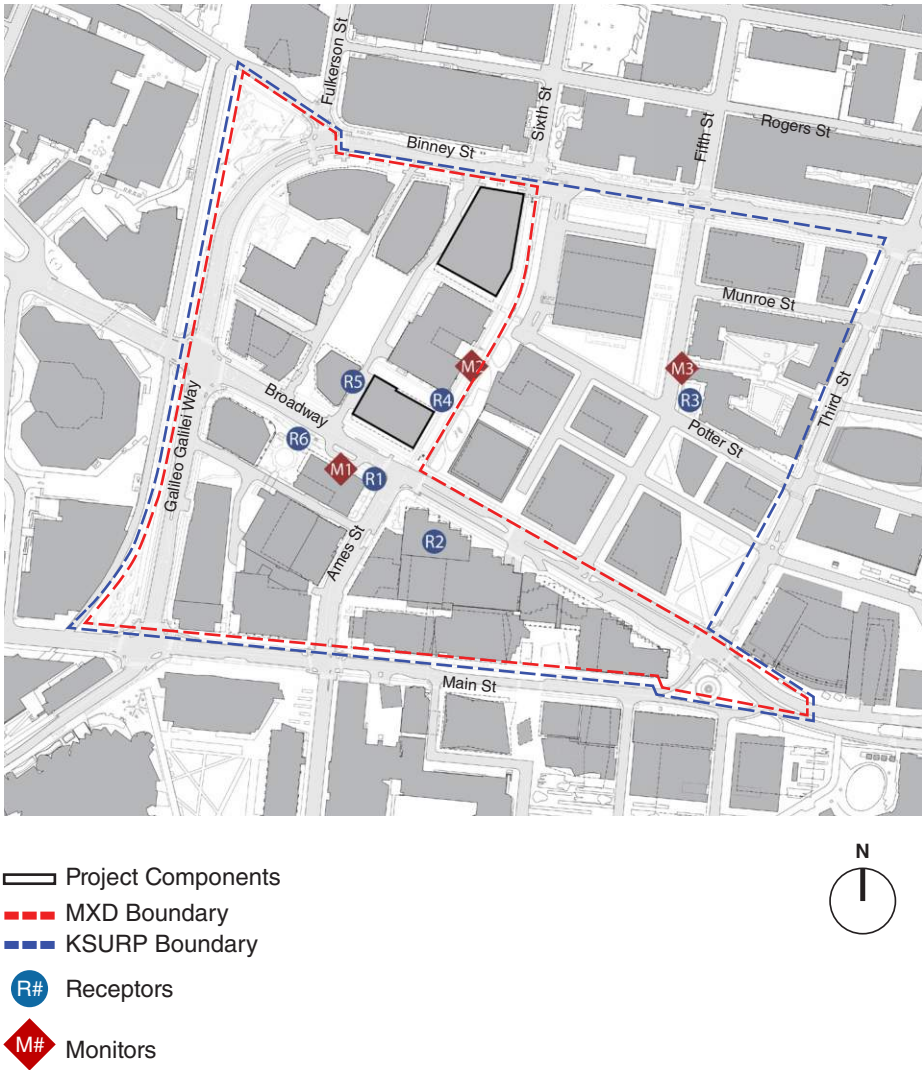 Fulkerson St
Sixth St
Fifth St
Rogers St
Binney St
Munroe St
Third St
M2
M3
R5
R4
R3
Broadway
Galileo Galilei Way
Potter St
R6
M1
R1
Ames St
R2
Main St
Project Components
MXD Boundary
KSURP Boundary
R# Receptors
M# Monitors
N